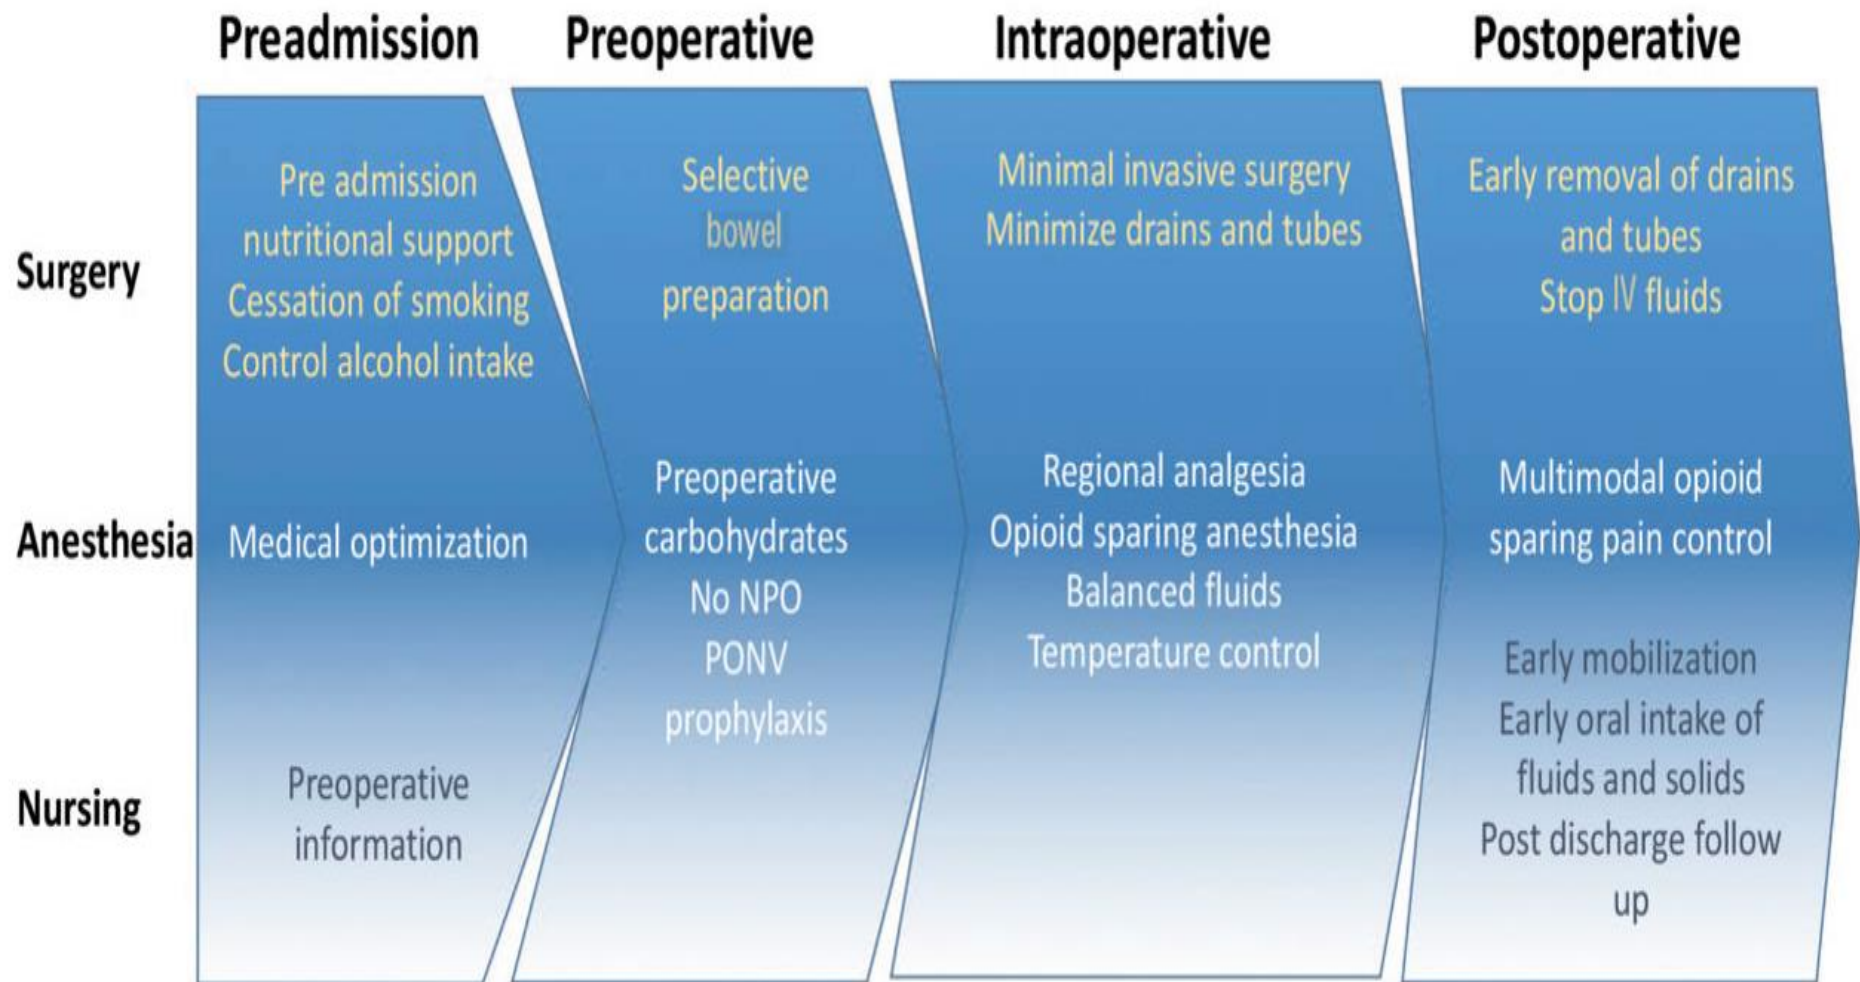 Preadmission
Preoperative
Intraoperative
Postoperative
Surgery
Pre admission
nutritional support
Cessation of smoking
Control alcohol intake
Selective
bowel
preparation
Minimal invasive surgery
Minimize drains and tubes
Early removal of drains
and tubes
Stop IV fluids
Anesthesia
Medical optimization
Preoperative
carbohydrates
No NPO
PONV
prophylaxis
Regional analgesia
Opioid sparing anesthesia
Balanced fluids
Temperature control
Multimodal opioid
sparing pain control
Nursing
Preoperative
information
Early mobilization
Early oral intake of
fluids and solids
Post discharge follow
up